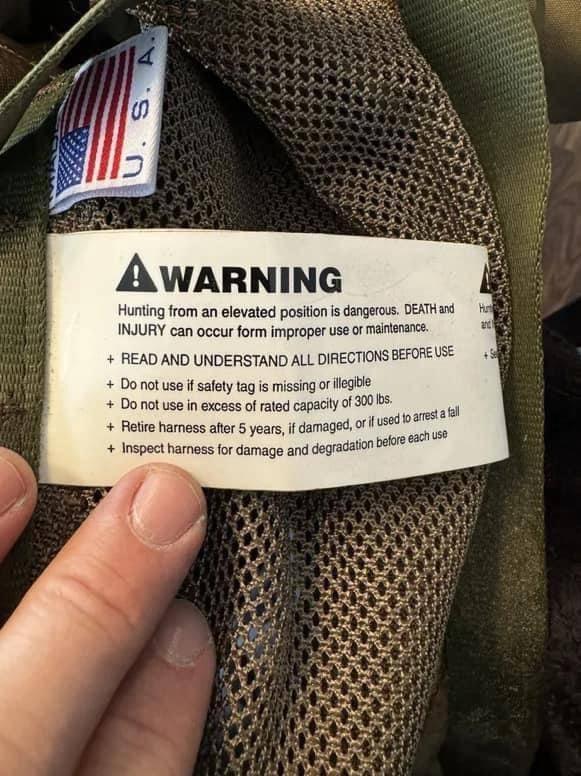 U.S.A.
WARNING
Hunting from an elevated position is dangerous. DEATH and
INJURY can occur form improper use or maintenance.
+ READ AND UNDERSTAND ALL DIRECTIONS BEFORE USE
+ Do not use if safety tag is missing or illegible
+ Do not use in excess of rated capacity of 300 lbs.
+ Retire harness after 5 years, if damaged, or if used to arrest a fall
+ Inspect harness for damage and degradation before each use